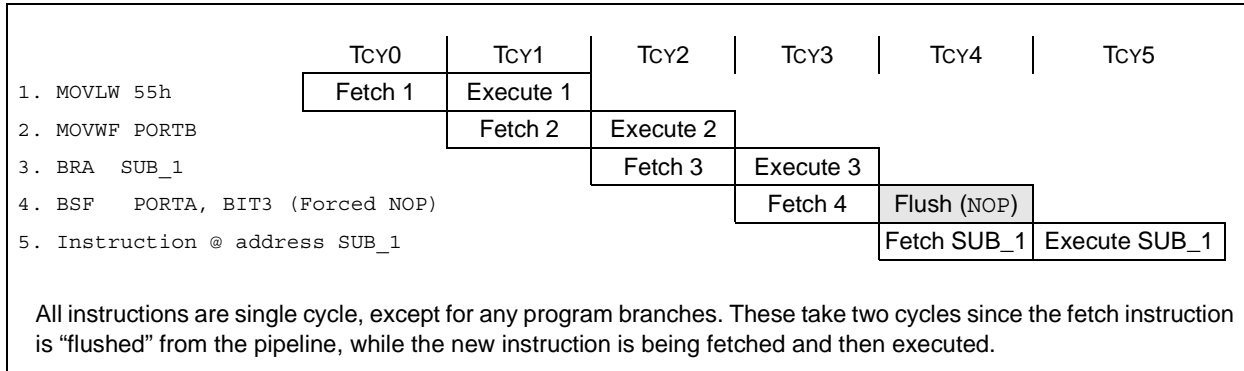 TCY0 TCY1 TCY2 TCY3 TCY4 TCY5
1. MOVLW 55h Fetch 1 Execute 1
2. MOVWF PORTB Fetch 2 Execute 2
3. BRA SUB_1 Fetch 3 Execute 3
4. BSF PORTA, BIT3 (Forced NOP) Fetch 4 Flush (NOP)
5. Instruction @ address SUB_1 Fetch SUB_1 Execute SUB_1
All instructions are single cycle, except for any program branches. These take two cycles since the fetch instruction
is “flushed” from the pipeline, while the new instruction is being fetched and then executed.